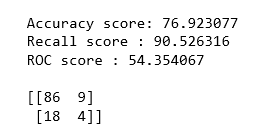 Accuracy score: 76.923077
Recall score : 90.526316
ROC score : 54.354067
[[86  9]
 [18  4]]